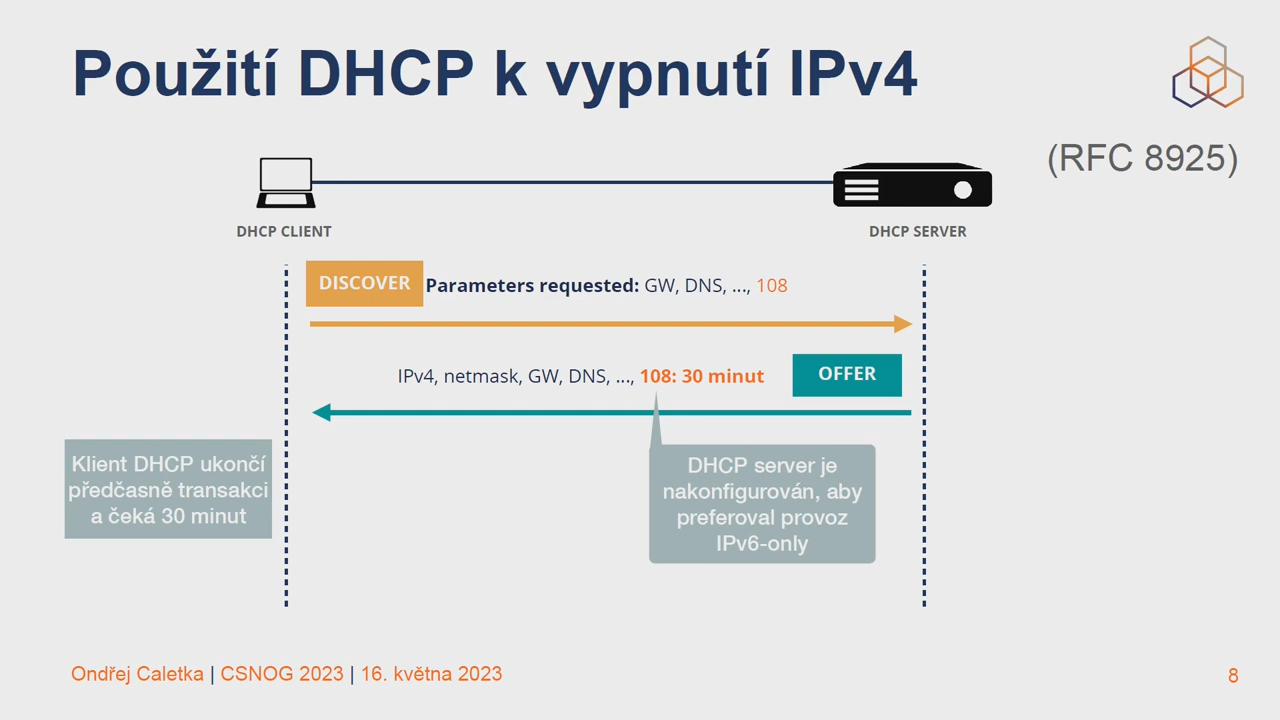 Použití DHCP k vypnutí IPv4
(RFC 8925)
DHCP CLIENT
DHCP SERVER
DISCOVER
Parameters requested: GW, DNS, ..., 108
IPv4, netmask, GW, DNS, ..., 108: 30 minut
OFFER
Klient DHCP ukončí
předčasně transakci
a čeká 30 minut
DHCP server je
nakonfigurován, aby
preferoval provoz
IPv6-only
Ondřej Caletka | CSNOG 2023 | 16. května 2023
8